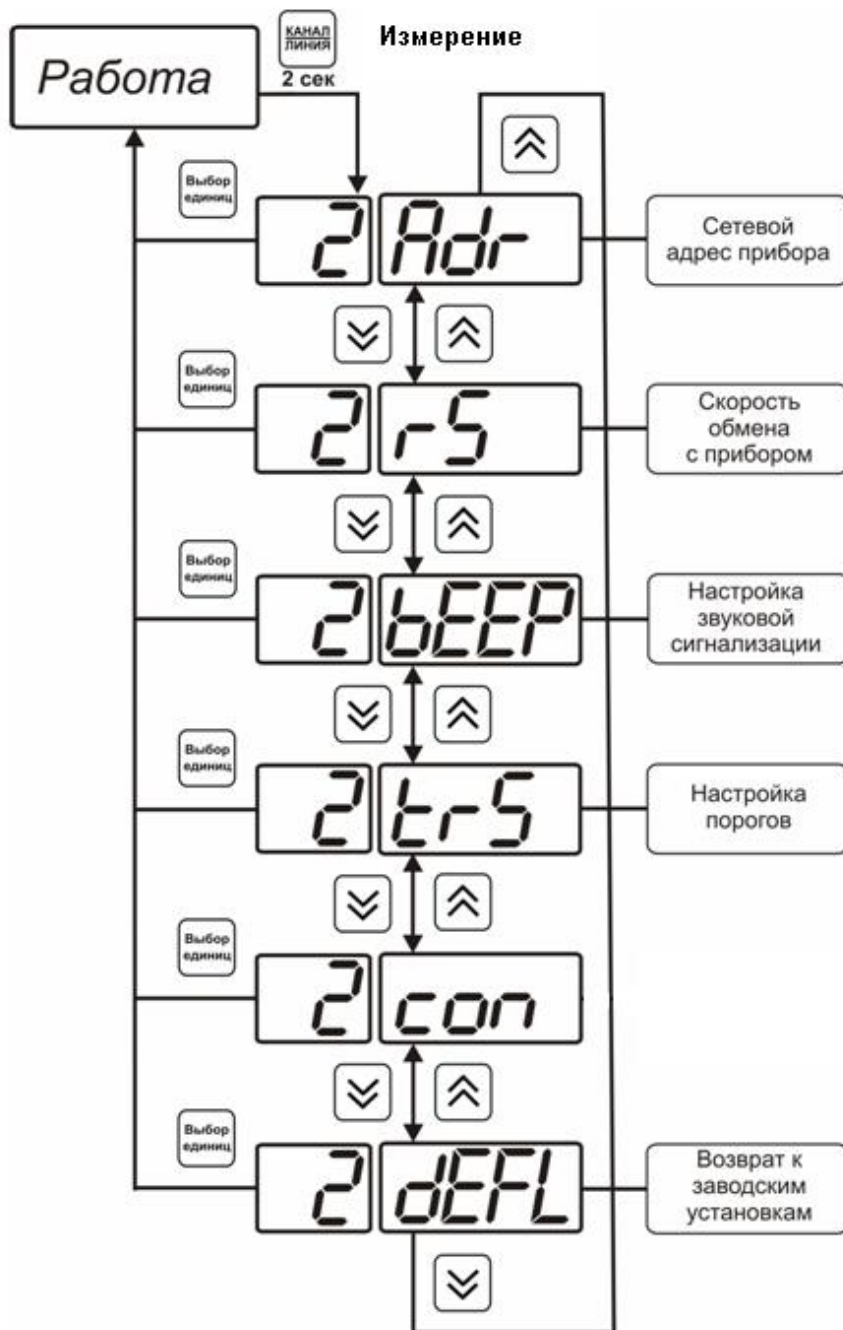 КАНАЛ
ЛИНИЯ
2 сек
Измерение
Работа
Выбор
единиц
2 Adr
Сетевой
адрес прибора
Выбор
единиц
2 rS
Скорость
обмена
с прибором
Выбор
единиц
2 bEEP
Настройка
звуковой
сигнализации
Выбор
единиц
2 trS
Настройка
порогов
Выбор
единиц
2 con
Выбор
единиц
2 dEFL
Возврат к
заводским
установкам